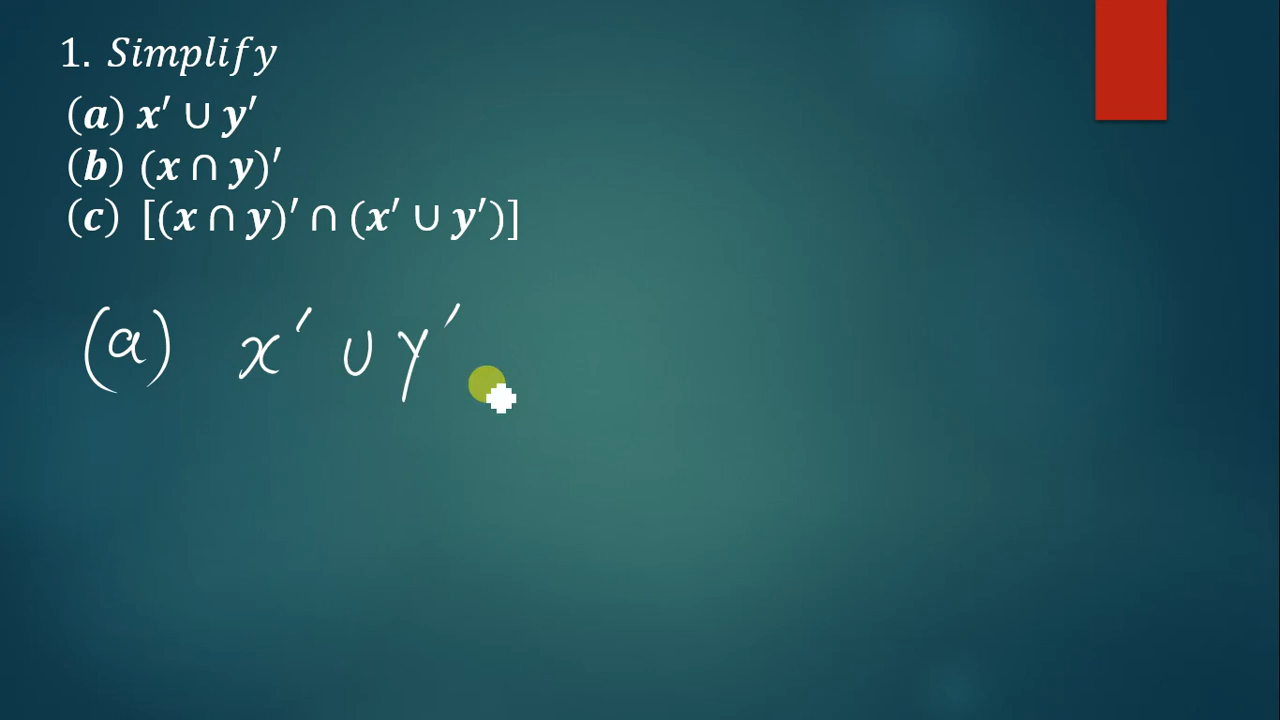 1. Simplify
(a) x′ ∪ y′
(b) (x ∩ y)′
(c) [(x ∩ y)′ ∩ (x′ ∪ y′)]
(a) x′ ∪ y′